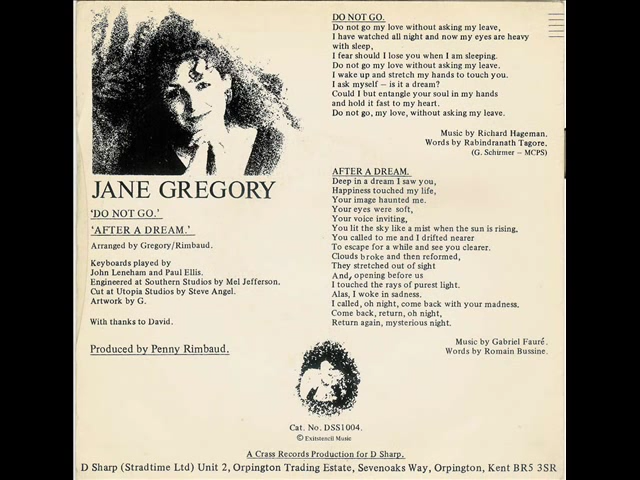 JANE GREGORY
'DO NOT GO.'
'AFTER A DREAM.'
Arranged by Gregory/Rimbaud.
Keyboards played by
John Leneham and Paul Ellis.
Engineered at Southern Studios by Mel Jefferson.
Cut at Utopia Studios by Steve Angel.
Artwork by G.
With thanks to David.
Produced by Penny Rimbaud.
DO NOT GO.
Do not go my love without asking my leave,
I have watched all night and now my eyes are heavy
with sleep,
I fear should I lose you when I am sleeping.
Do not go my love without asking my leave.
I wake up and stretch my hands to touch you.
I ask myself – is it a dream?
Could I but entangle your soul in my hands
and hold it fast to my heart.
Do not go, my love, without asking my leave.
Music by Richard Hageman.
Words by Rabindranath Tagore.
(G. Schirmer – MCPS)
AFTER A DREAM.
Deep in a dream I saw you,
Happiness touched my life,
Your image haunted me.
Your eyes were soft,
Your voice inviting,
You lit the sky like a mist when the sun is rising.
You called to me and I drifted nearer
To escape for a while and see you clearer.
Clouds broke and then reformed,
They stretched out of sight
And, opening before us
I touched the rays of purest light.
Alas, I woke in sadness.
I called, oh night, come back with your madness.
Come back, return, oh night,
Return again, mysterious night.
Music by Gabriel Fauré.
Words by Romain Bussine.
Cat. No. DSS1004.
© Exitstencil Music
A Crass Records Production for D Sharp.
D Sharp (Stradtime Ltd) Unit 2, Orpington Trading Estate, Sevenoaks Way, Orpington, Kent BR5 3SR